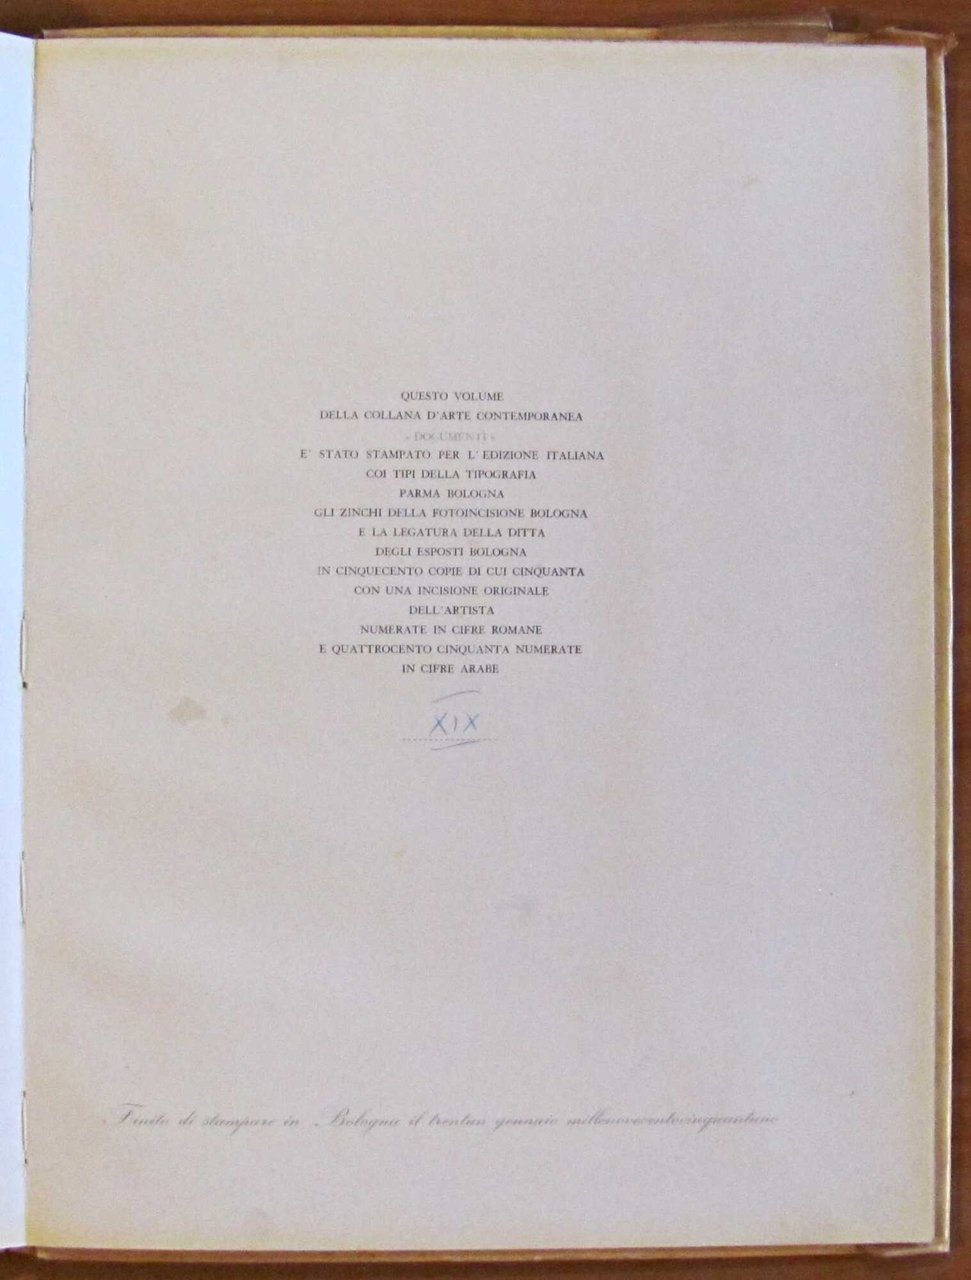 QUESTO VOLUME
DELLA COLLANA D'ARTE CONTEMPORANEA
« DOCUMENTI »
E' STATO STAMPATO PER L'EDIZIONE ITALIANA
COI TIPI DELLA TIPOGRAFIA
PARMA BOLOGNA
GLI ZINCHI DELLA FOTOINCISIONE BOLOGNA
E LA LEGATURA DELLA DITTA
DEGLI ESPOSTI BOLOGNA
IN CINQUECENTO COPIE DI CUI CINQUANTA
CON UNA INCISIONE ORIGINALE
DELL'ARTISTA
NUMERATE IN CIFRE ROMANE
E QUATTROCENTO CINQUANTA NUMERATE
IN CIFRE ARABE
XIX
Finito di stampare in Bologna il trentun gennaio millenovecentocinquantuno